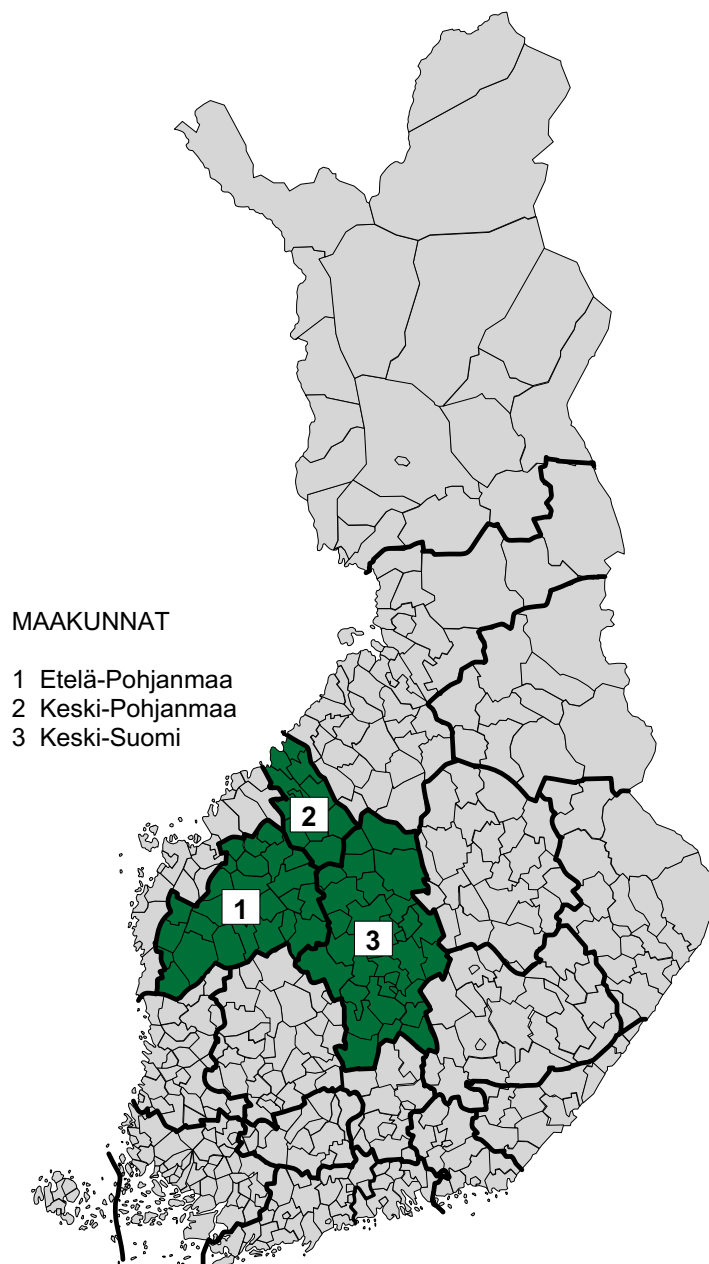 MAAKUNNAT
1 Etelä-Pohjanmaa
2 Keski-Pohjanmaa
3 Keski-Suomi
2
1
3